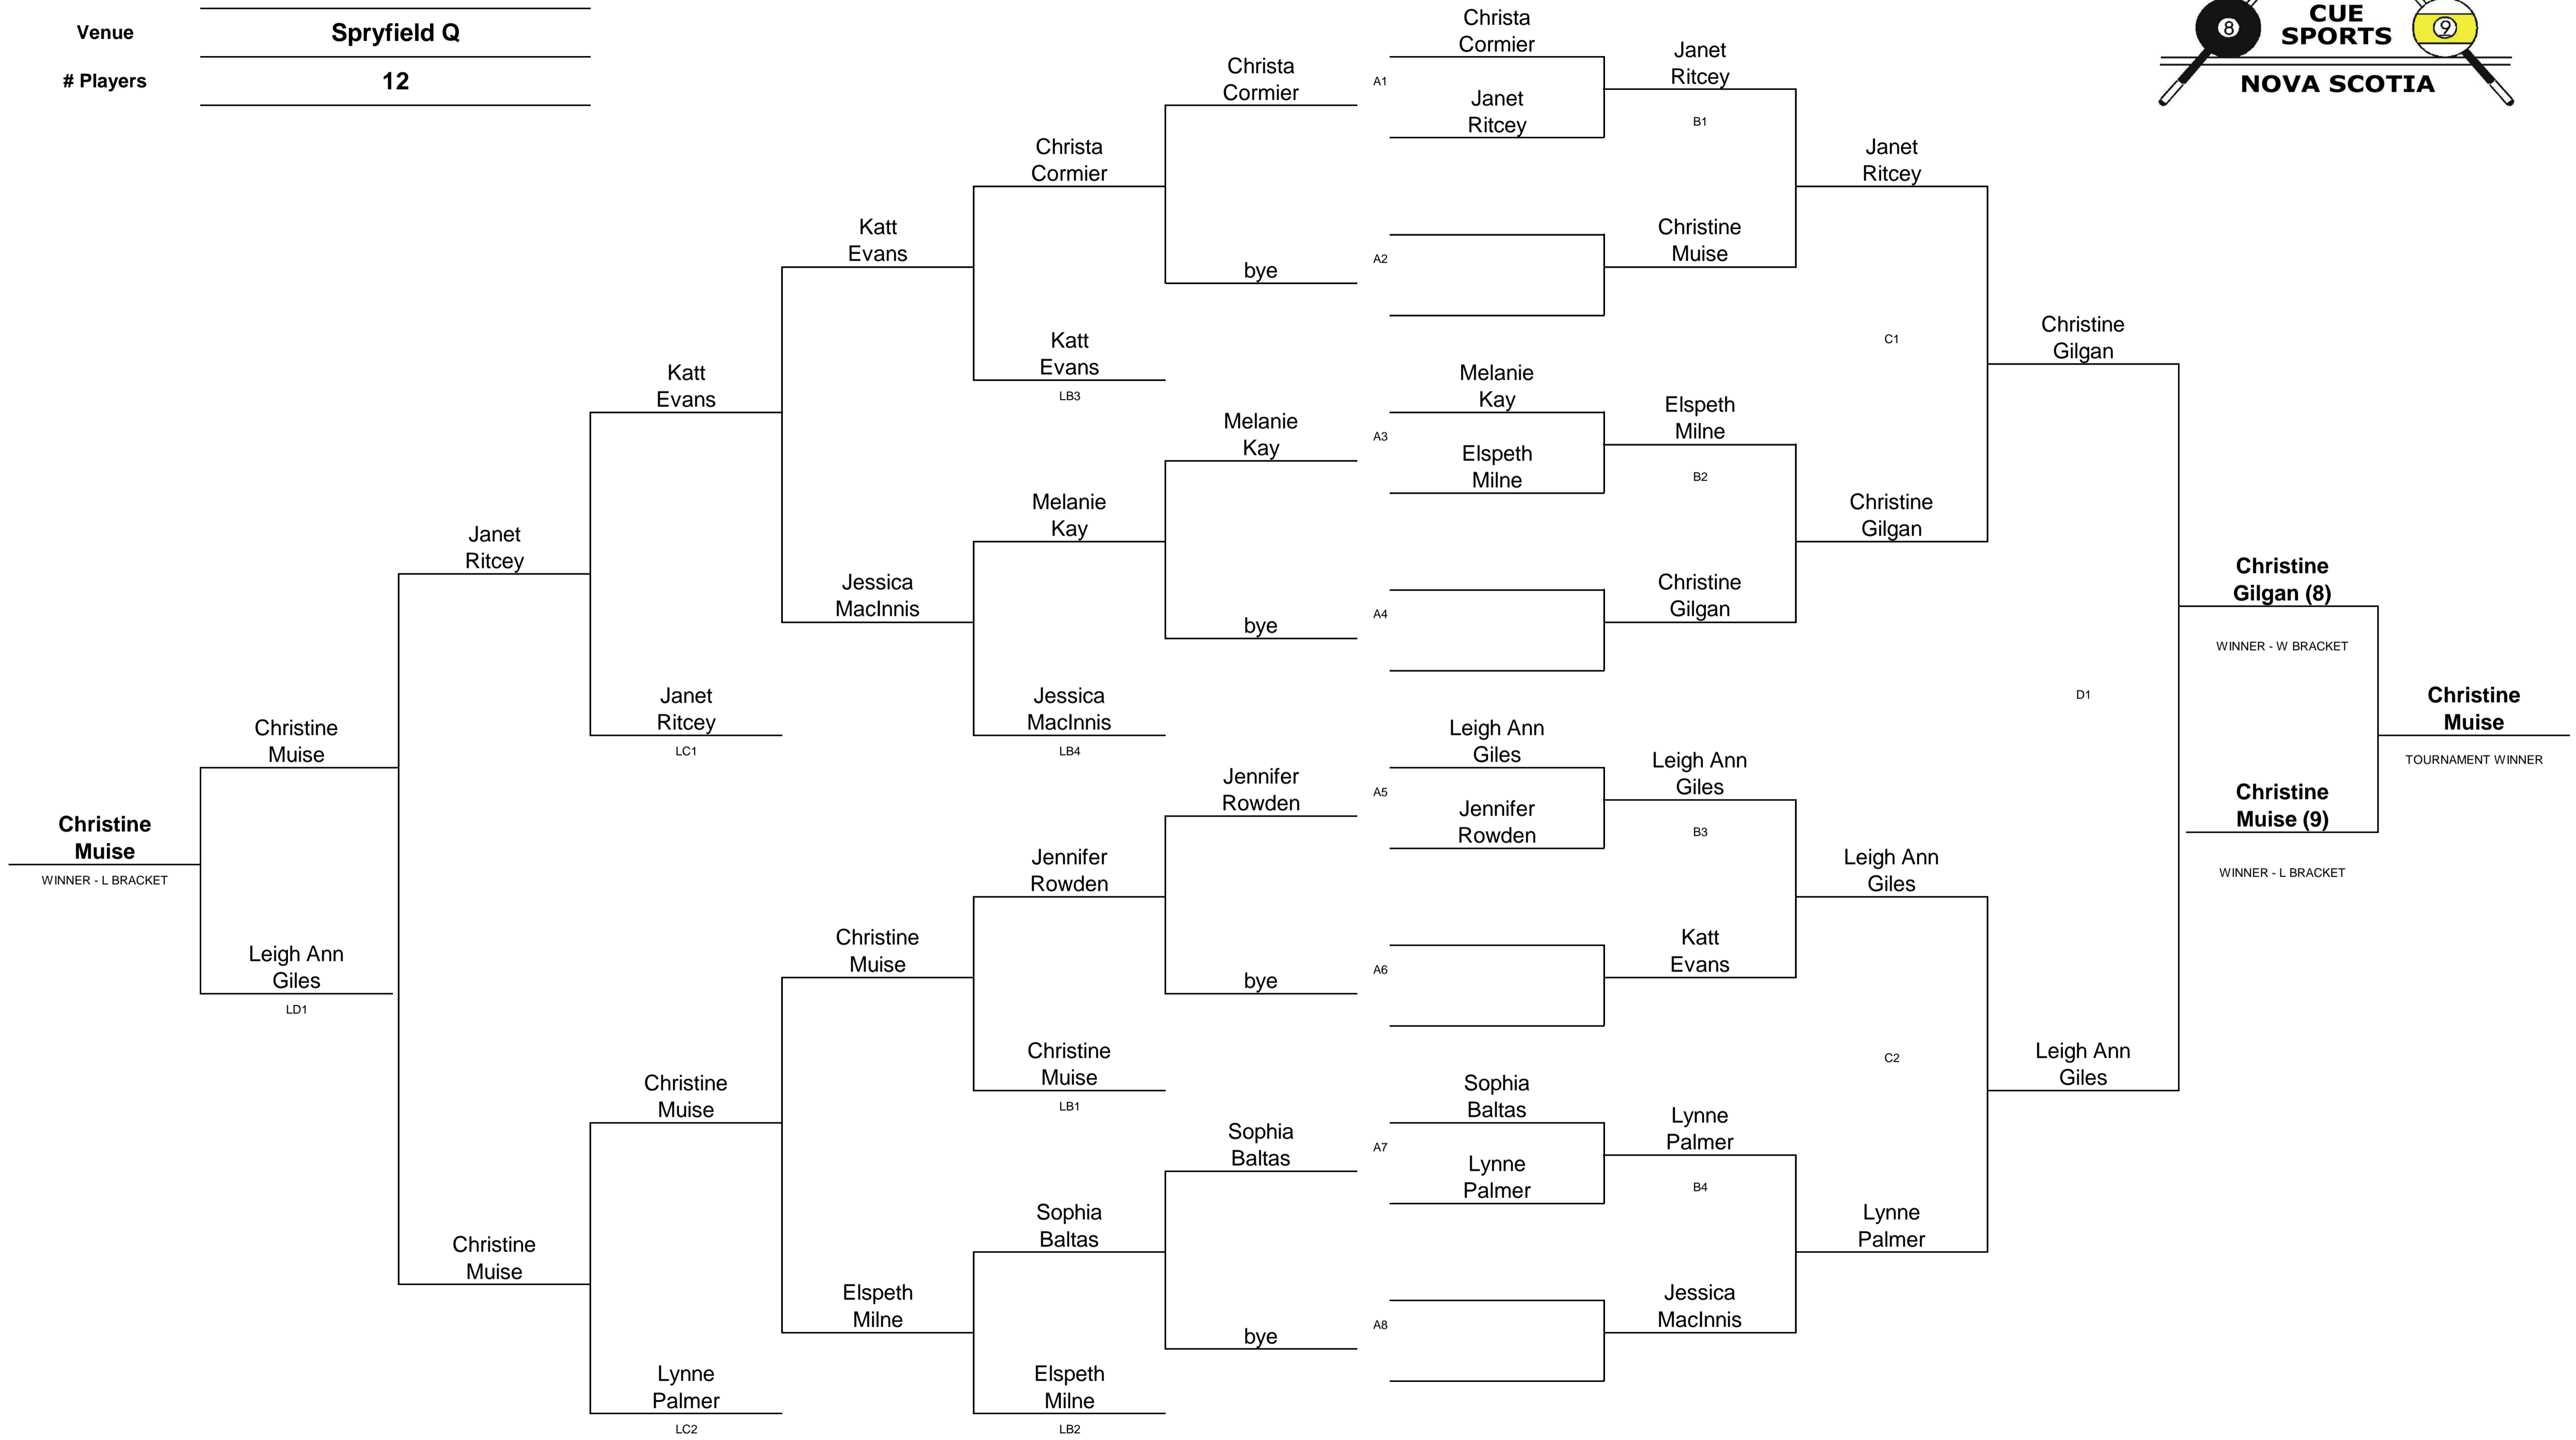 Venue
Spryfield Q
# Players
12
8
CUE
SPORTS
9
NOVA SCOTIA
Christine
Muise
WINNER - L BRACKET
Christine
Muise
Leigh Ann
Giles
LD1
Janet
Ritcey
Christine
Muise
Katt
Evans
Janet
Ritcey
LC1
Christine
Muise
Lynne
Palmer
LC2
Katt
Evans
Jessica
MacInnis
Christine
Muise
Elspeth
Milne
Christa
Cormier
Katt
Evans
LB3
Melanie
Kay
Jessica
MacInnis
LB4
Jennifer
Rowden
Christine
Muise
LB1
Sophia
Baltas
Elspeth
Milne
LB2
Christa
Cormier
bye
Melanie
Kay
bye
Jennifer
Rowden
bye
Sophia
Baltas
bye
A1
A2
A3
A4
A5
A6
A7
A8
Christa
Cormier
Janet
Ritcey
Melanie
Kay
Elspeth
Milne
Leigh Ann
Giles
Jennifer
Rowden
Sophia
Baltas
Lynne
Palmer
Janet
Ritcey
B1
Christine
Muise
Elspeth
Milne
B2
Christine
Gilgan
Leigh Ann
Giles
B3
Katt
Evans
Lynne
Palmer
B4
Jessica
MacInnis
Janet
Ritcey
C1
Christine
Gilgan
Leigh Ann
Giles
C2
Lynne
Palmer
Christine
Gilgan
D1
Leigh Ann
Giles
Christine
Gilgan (8)
WINNER - W BRACKET
Christine
Muise (9)
WINNER - L BRACKET
Christine
Muise
TOURNAMENT WINNER